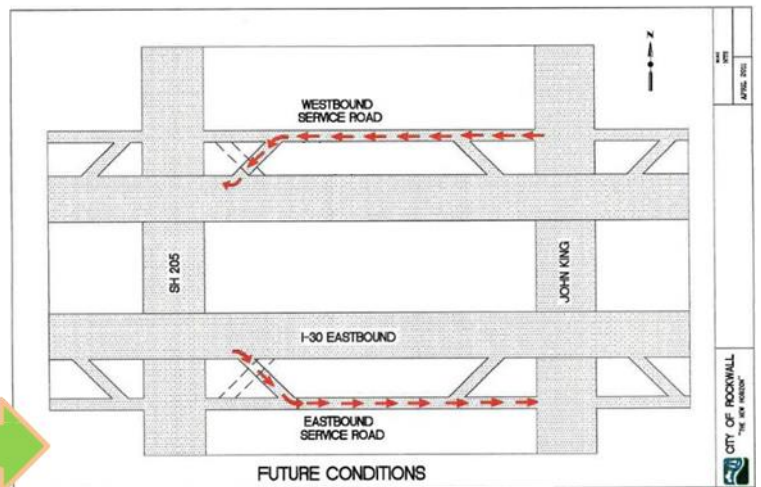 WESTBOUND
SERVICE ROAD
N
SH 205
JOHN KING
I-30 EASTBOUND
EASTBOUND
SERVICE ROAD
FUTURE CONDITIONS
APRIL 2011
CITY OF ROCKWALL
"THE NEW HORIZON"